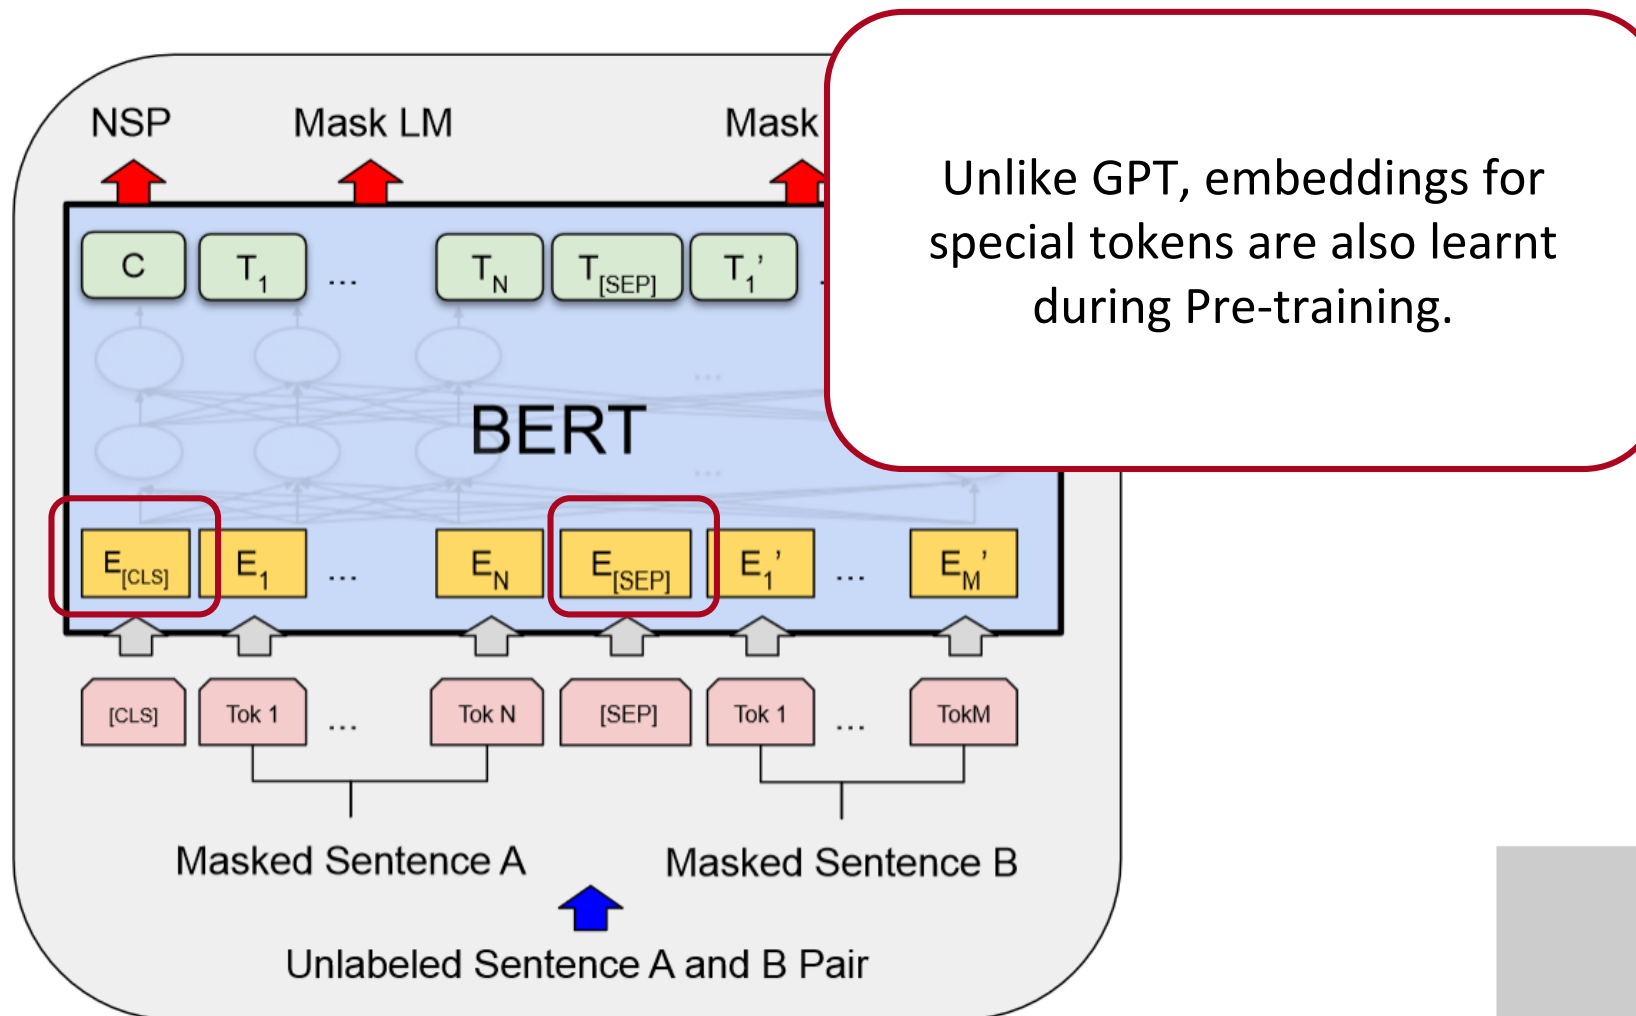 NSP Mask LM Mask
Unlike GPT, embeddings for
special tokens are also learnt
during Pre-training.
C T1 ... TN T[SEP] T1’
...
BERT
...
E[CLS] E1 ... EN E[SEP] E1’ ... EM’
[CLS] Tok 1 ... Tok N [SEP] Tok 1 ... TokM
Masked Sentence A Masked Sentence B
Unlabeled Sentence A and B Pair